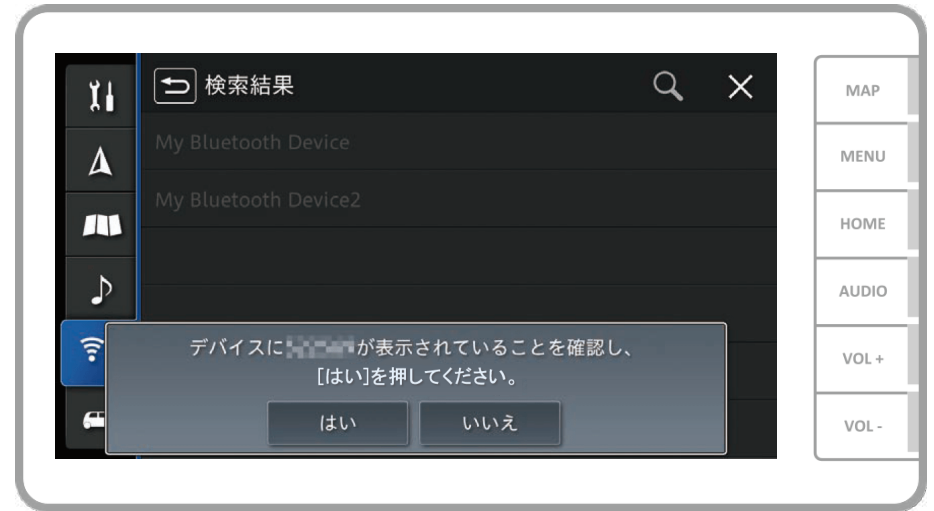 検索結果
My Bluetooth Device
My Bluetooth Device2
デバイスに が表示されていることを確認し、
[はい]を押してください。
はい
いいえ
MAP
MENU
HOME
AUDIO
VOL +
VOL -